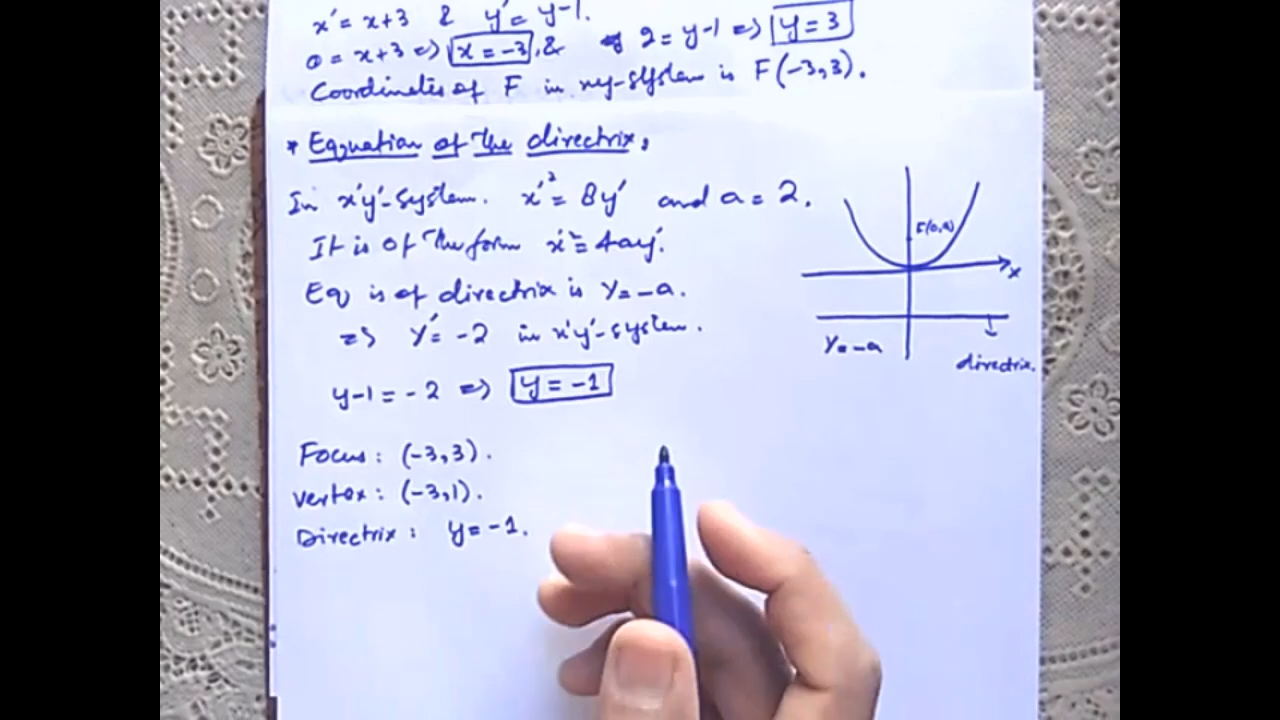 x' = x+3 & y' = y-1.
0 = x+3 => x = -3, & 2 = y-1 => y = 3
Coordinates of F in xy-system is F(-3,3).
* Equation of the directrix,
In x'y'-system. x'² = 8y' and a = 2.
It is of the form x'² = 4ay'.
Eq is of directrix is y = -a.
=> y' = -2 in x'y'-system.
y-1 = -2 => y = -1
Focus: (-3,3).
Vertex: (-3,1).
Directrix: y = -1.
F(0,a)
x
y = -a
directrix.